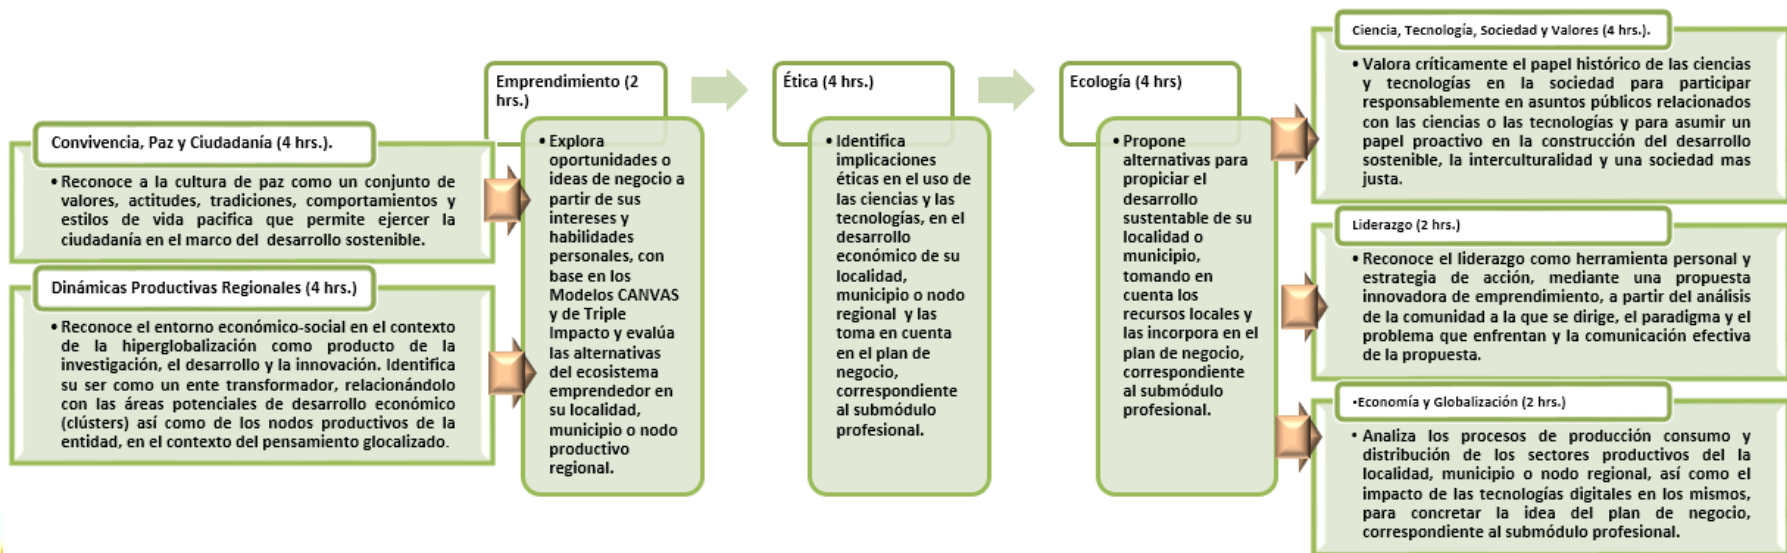 Convivencia, Paz y Ciudadanía (4 hrs.).
• Reconoce a la cultura de paz como un conjunto de
valores, actitudes, tradiciones, comportamientos y
estilos de vida pacifica que permite ejercer la
ciudadanía en el marco del desarrollo sostenible.
Dinámicas Productivas Regionales (4 hrs.)
• Reconoce el entorno económico-social en el contexto
de la hiperglobalización como producto de la
investigación, el desarrollo y la innovación. Identifica
su ser como un ente transformador, relacionándolo
con las áreas potenciales de desarrollo económico
(clústers) así como de los nodos productivos de la
entidad, en el contexto del pensamiento glocalizado.
Emprendimiento (2
hrs.)
• Explora
oportunidades o
ideas de negocio a
partir de sus
intereses y
habilidades
personales, con
base en los
Modelos CANVAS
y de Triple
Impacto y evalúa
las alternativas
del ecosistema
emprendedor en
su localidad,
municipio o nodo
productivo
regional.
Ética (4 hrs.)
• Identifica
implicaciones
éticas en el uso de
las ciencias y las
tecnologías, en el
desarrollo
económico de su
localidad,
municipio o nodo
regional y las
toma en cuenta
en el plan de
negocio,
correspondiente
al submódulo
profesional.
Ecología (4 hrs)
• Propone
alternativas para
propiciar el
desarrollo
sustentable de su
localidad o
municipio,
tomando en
cuenta los
recursos locales y
las incorpora en el
plan de negocio,
correspondiente
al submódulo
profesional.
Ciencia, Tecnología, Sociedad y Valores (4 hrs.).
• Valora críticamente el papel histórico de las ciencias
y tecnologías en la sociedad para participar
responsablemente en asuntos públicos relacionados
con las ciencias o las tecnologías y para asumir un
papel proactivo en la construcción del desarrollo
sostenible, la interculturalidad y una sociedad mas
justa.
Liderazgo (2 hrs.)
• Reconoce el liderazgo como herramienta personal y
estrategia de acción, mediante una propuesta
innovadora de emprendimiento, a partir del análisis
de la comunidad a la que se dirige, el paradigma y el
problema que enfrentan y la comunicación efectiva
de la propuesta.
•Economía y Globalización (2 hrs.)
• Analiza los procesos de producción consumo y
distribución de los sectores productivos del la
localidad, municipio o nodo regional, así como el
impacto de las tecnologías digitales en los mismos,
para concretar la idea del plan de negocio,
correspondiente al submódulo profesional.